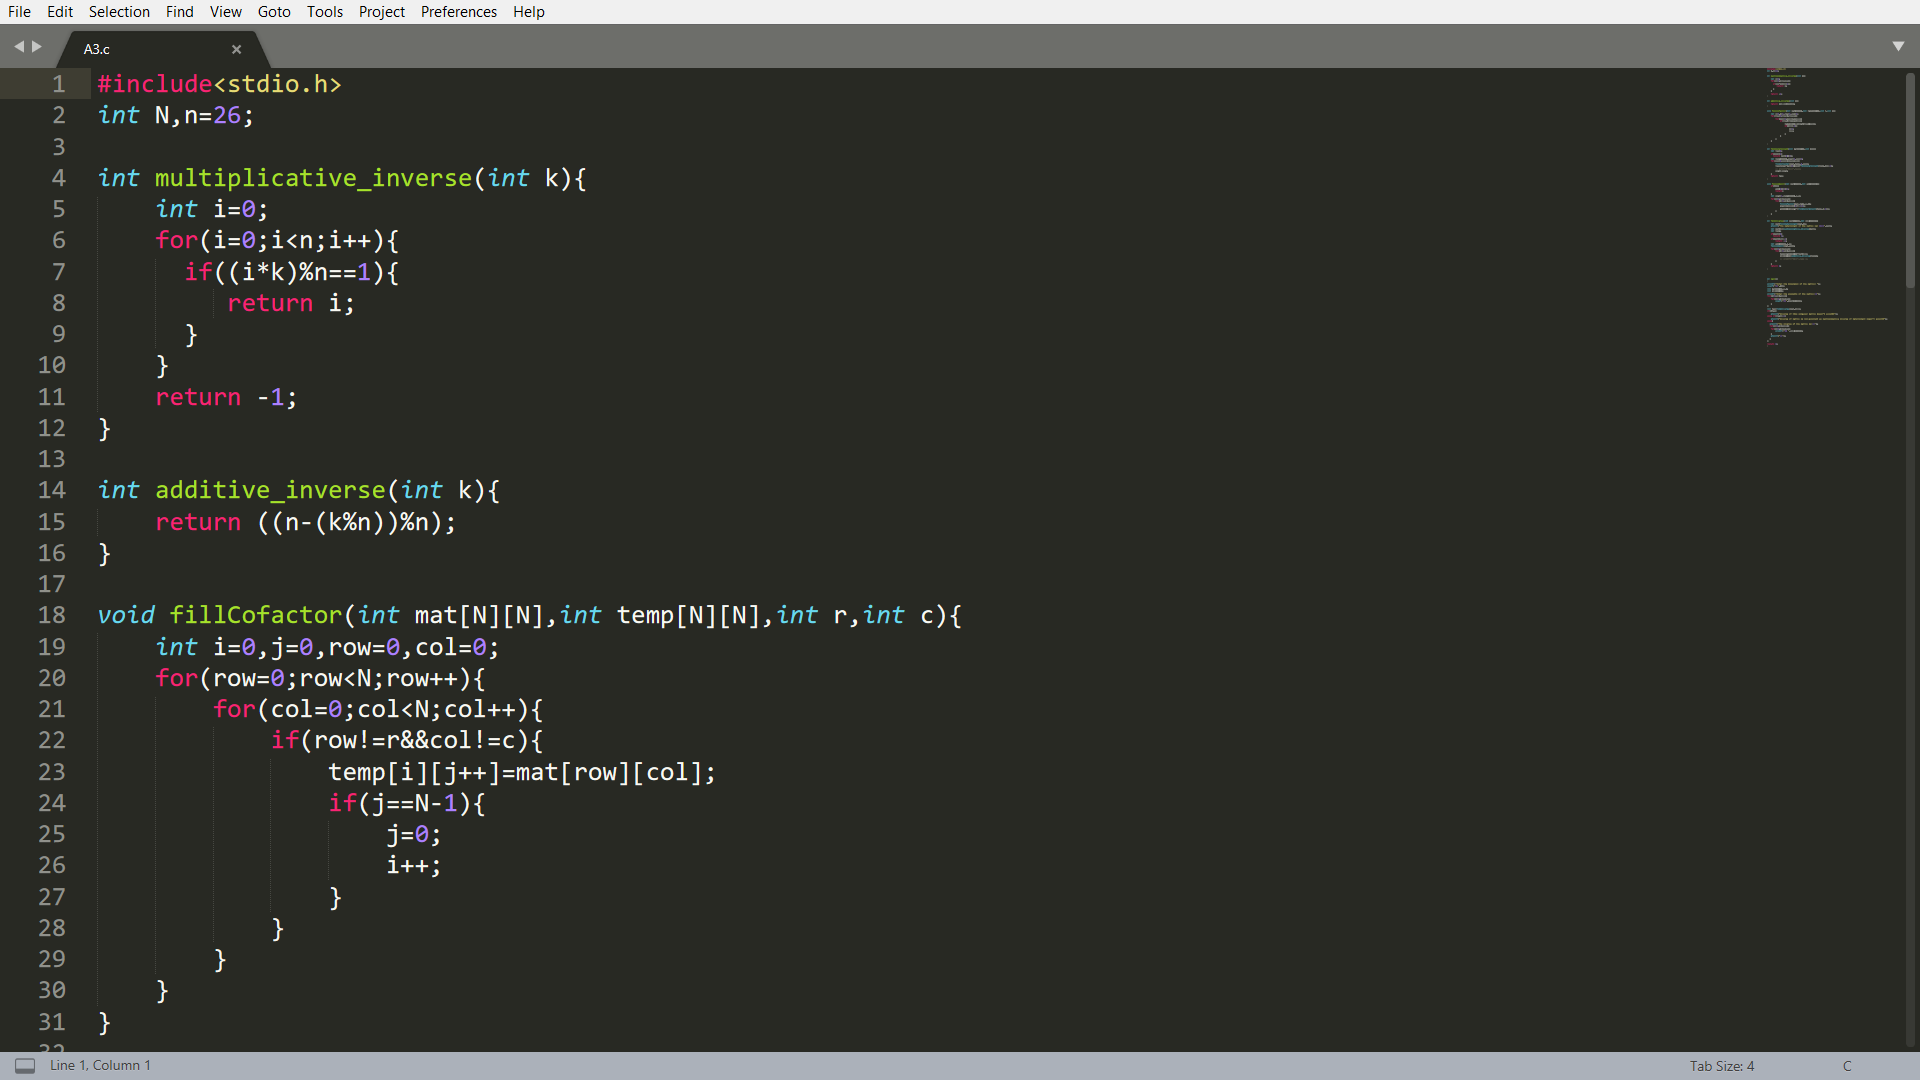 File Edit Selection Find View Goto Tools Project Preferences Help
A3.c ×
1 #include<stdio.h>
2 int N,n=26;
3
4 int multiplicative_inverse(int k){
5     int i=0;
6     for(i=0;i<n;i++){
7       if((i*k)%n==1){
8          return i;
9       }
10     }
11     return -1;
12 }
13
14 int additive_inverse(int k){
15     return ((n-(k%n))%n);
16 }
17
18 void fillCofactor(int mat[N][N],int temp[N][N],int r,int c){
19     int i=0,j=0,row=0,col=0;
20     for(row=0;row<N;row++){
21         for(col=0;col<N;col++){
22             if(row!=r&&col!=c){
23                 temp[i][j++]=mat[row][col];
24                 if(j==N-1){
25                     j=0;
26                     i++;
27                 }
28             }
29         }
30     }
31 }
32
Line 1, Column 1 Tab Size: 4 C